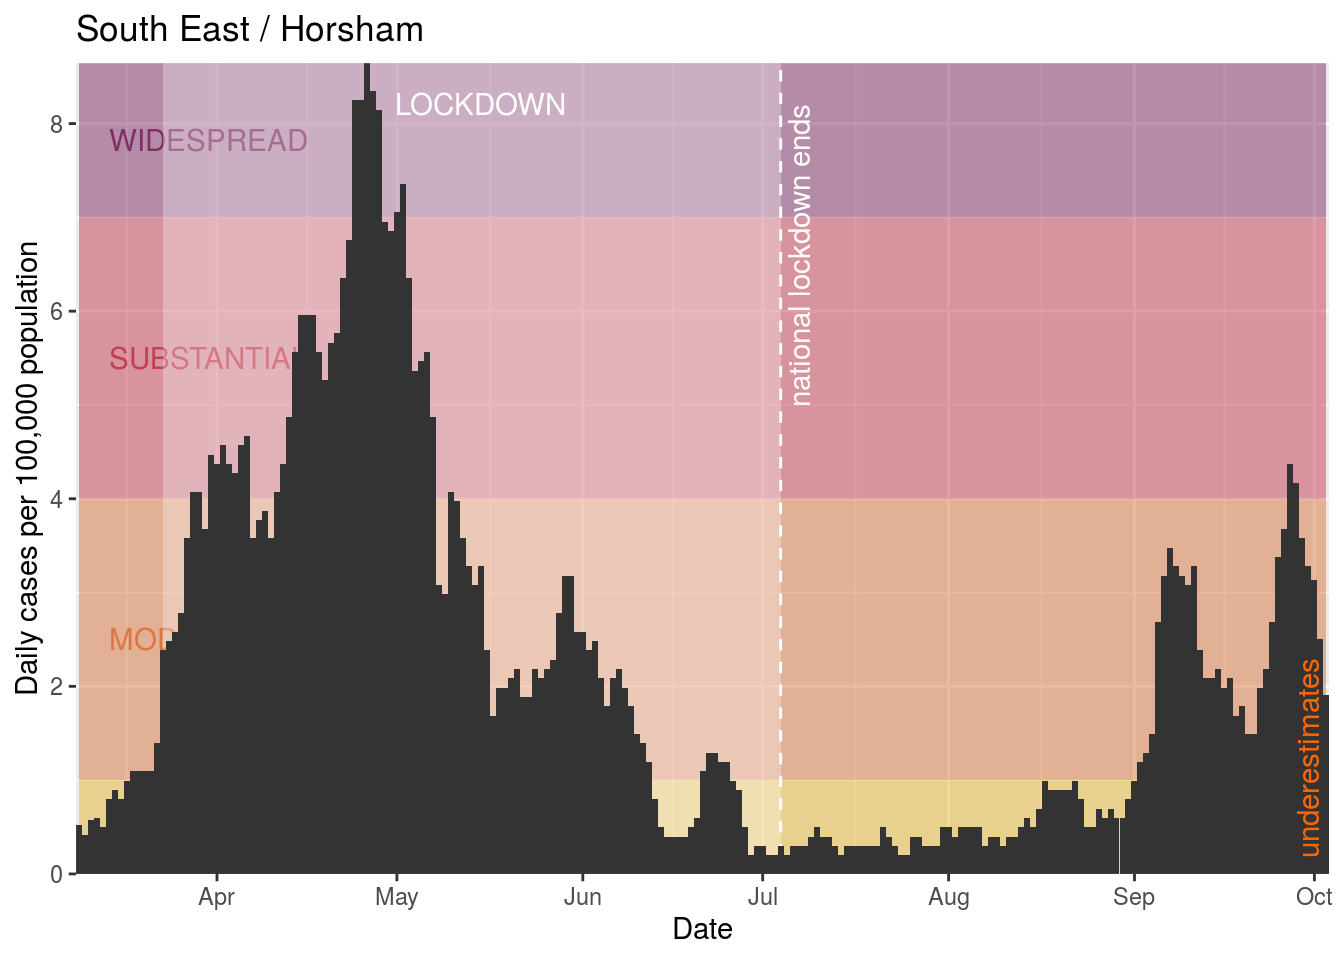 South East / Horsham
Daily cases per 100,000 population
8
6
4
2
0
LOCKDOWN
WIDESPREAD
SUBSTANTIA
MOD
national lockdown ends
underestimates
Apr
May
Jun
Jul
Aug
Sep
Oct
Date